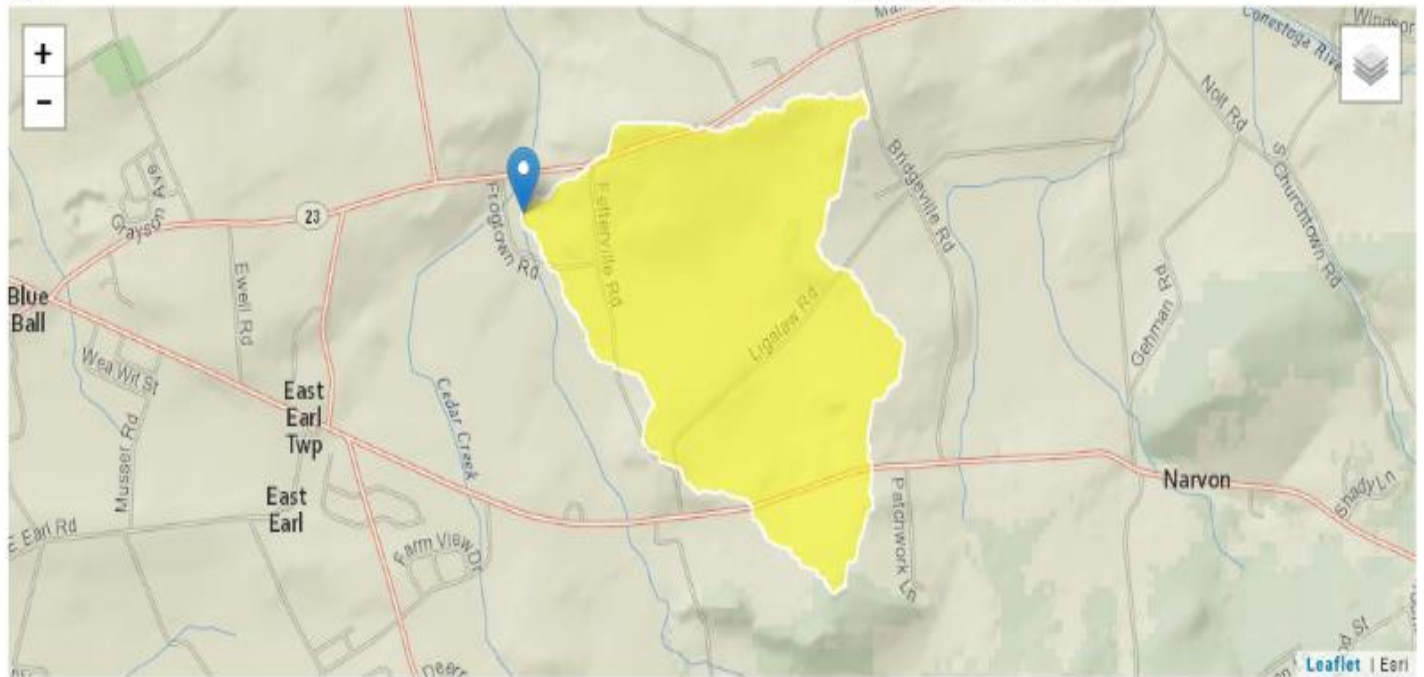 +
Conestoga River
Windsor
−
Nolt Rd
Grayson Ave
Frogtown Rd
Fetterville Rd
Bridgeville Rd
S Churchtown Rd
23
Blue
Ball
Ewell Rd
Ligalaw Rd
Gehman Rd
Wea Wit St
Musser Rd
East
Earl
Twp
Cedar Creek
East
Earl
E Earl Rd
Farm View Dr
Patchwork Ln
Narvon
Shady Ln
Leaflet | Esri